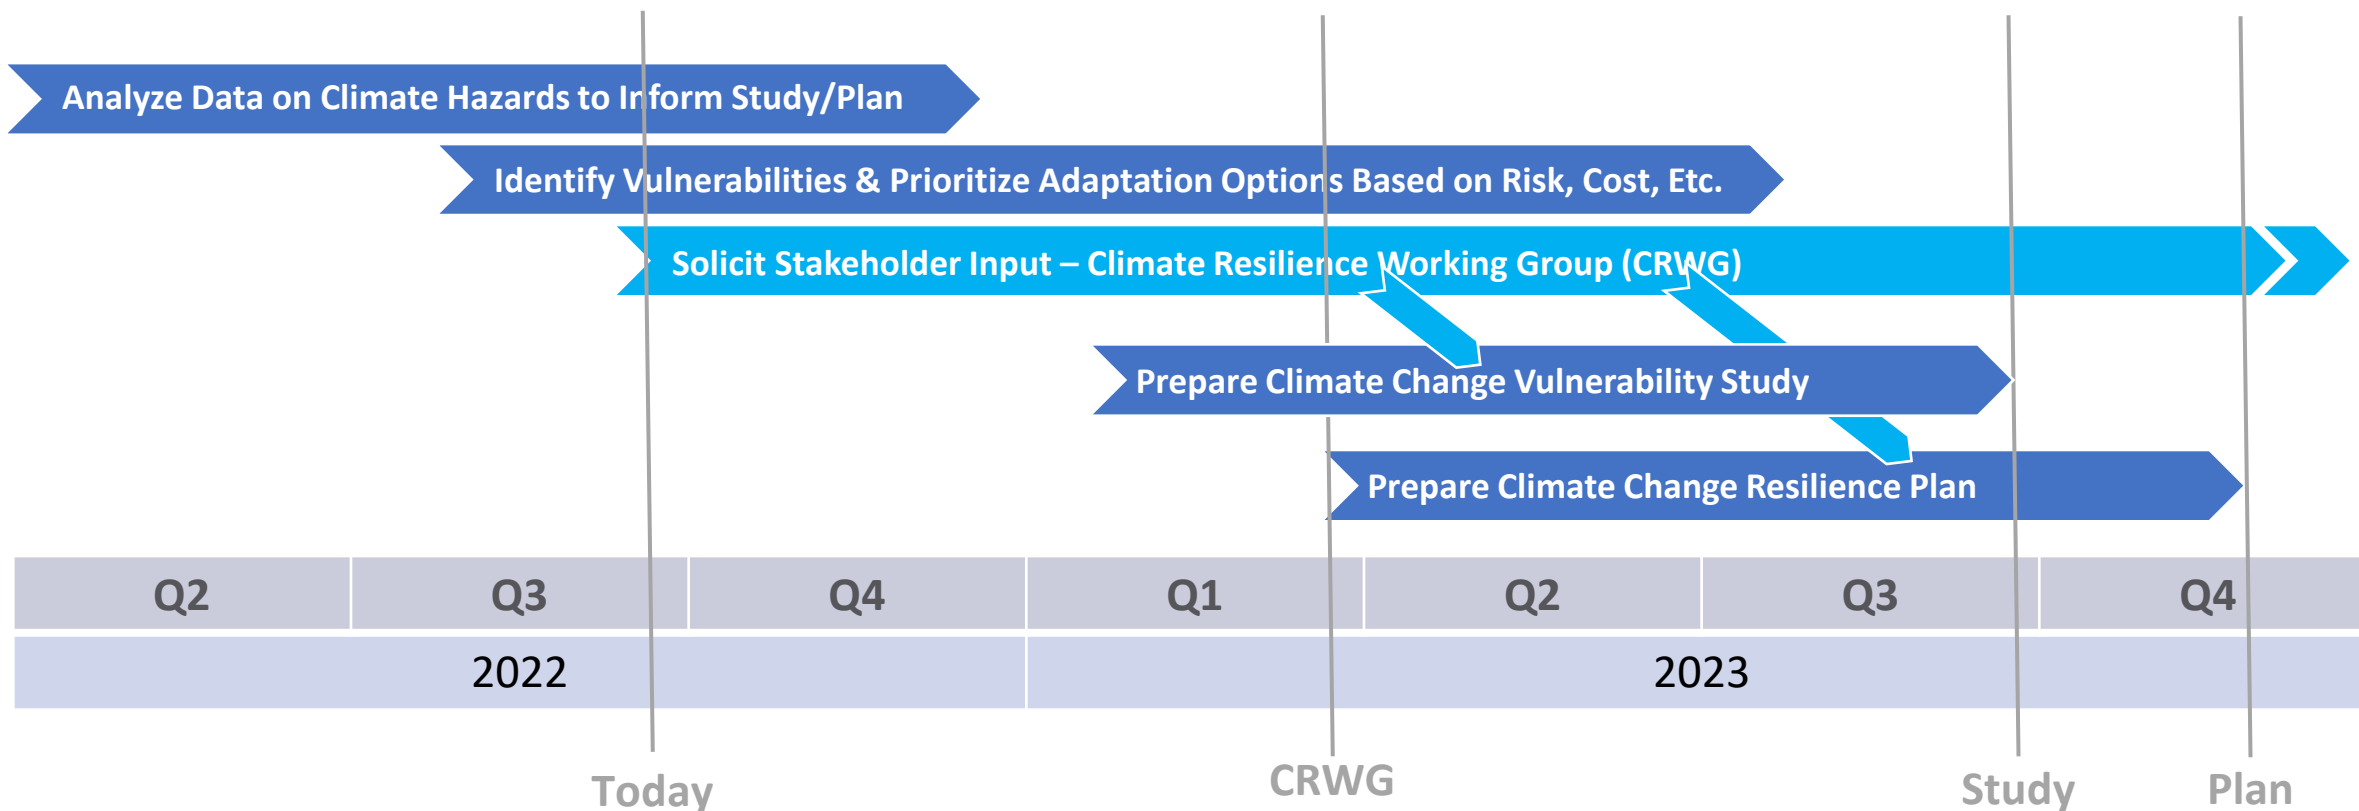 Analyze Data on Climate Hazards to Inform Study/Plan
Identify Vulnerabilities & Prioritize Adaptation Options Based on Risk, Cost, Etc.
Solicit Stakeholder Input – Climate Resilience Working Group (CRWG)
Prepare Climate Change Vulnerability Study
Prepare Climate Change Resilience Plan
Q2 Q3 Q4 Q1 Q2 Q3 Q4
2022 2023
Today CRWG Study Plan